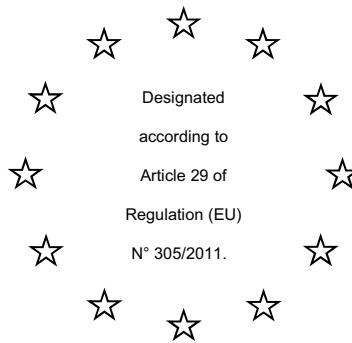 Designated
according to
Article 29 of
Regulation (EU)
N° 305/2011.